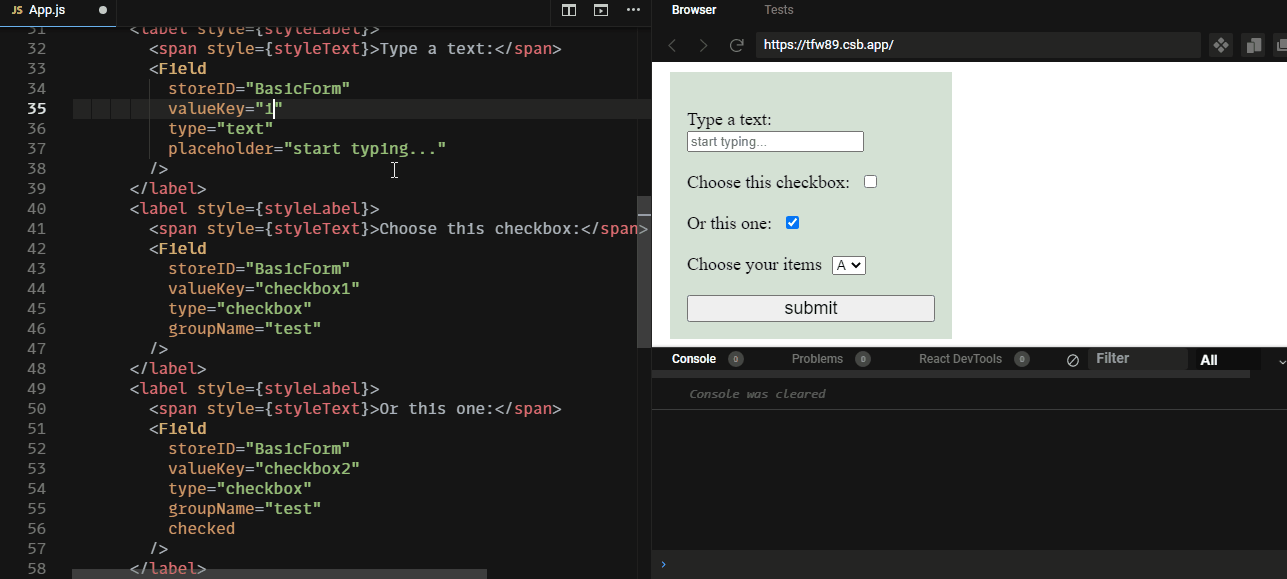 JS App.js
Browser
Tests
https://tfw89.csb.app/
31 <label style={styleLabel}>
32 <span style={styleText}>Type a text:</span>
33 <Field
34 storeID="BasicForm"
35 valueKey="i"
36 type="text"
37 placeholder="start typing..."
38 />
39 </label>
40 <label style={styleLabel}>
41 <span style={styleText}>Choose this checkbox:</span>
42 <Field
43 storeID="BasicForm"
44 valueKey="checkbox1"
45 type="checkbox"
46 groupName="test"
47 />
48 </label>
49 <label style={styleLabel}>
50 <span style={styleText}>Or this one:</span>
51 <Field
52 storeID="BasicForm"
53 valueKey="checkbox2"
54 type="checkbox"
55 groupName="test"
56 checked
57 />
58 </label>
Type a text:
start typing...
Choose this checkbox:
Or this one:
Choose your items A
submit
Console 0 Problems 0 React DevTools 0 Filter All
Console was cleared